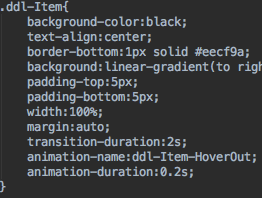 .ddl-Item{
background-color:black;
text-align:center;
border-bottom:1px solid #eecf9a;
background:linear-gradient(to righ
padding-top:5px;
padding-bottom:5px;
width:100%;
margin:auto;
transition-duration:2s;
animation-name:ddl-Item-HoverOut;
animation-duration:0.2s;
}